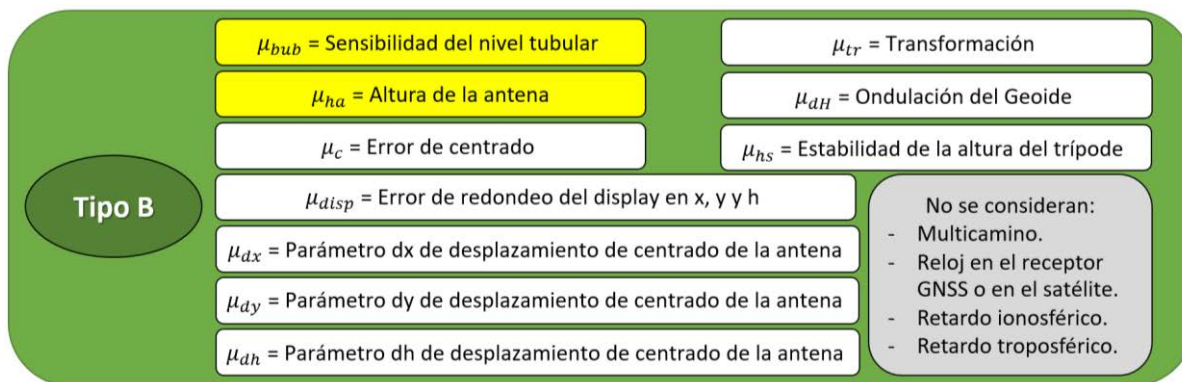 Tipo B
μbub = Sensibilidad del nivel tubular
μha = Altura de la antena
μc = Error de centrado
μtr = Transformación
μdH = Ondulación del Geoide
μhs = Estabilidad de la altura del trípode
μdisp = Error de redondeo del display en x, y y h
μdx = Parámetro dx de desplazamiento de centrado de la antena
μdy = Parámetro dy de desplazamiento de centrado de la antena
μdh = Parámetro dh de desplazamiento de centrado de la antena
No se consideran:
- Multicamino.
- Reloj en el receptor
GNSS o en el satélite.
- Retardo ionosférico.
- Retardo troposférico.